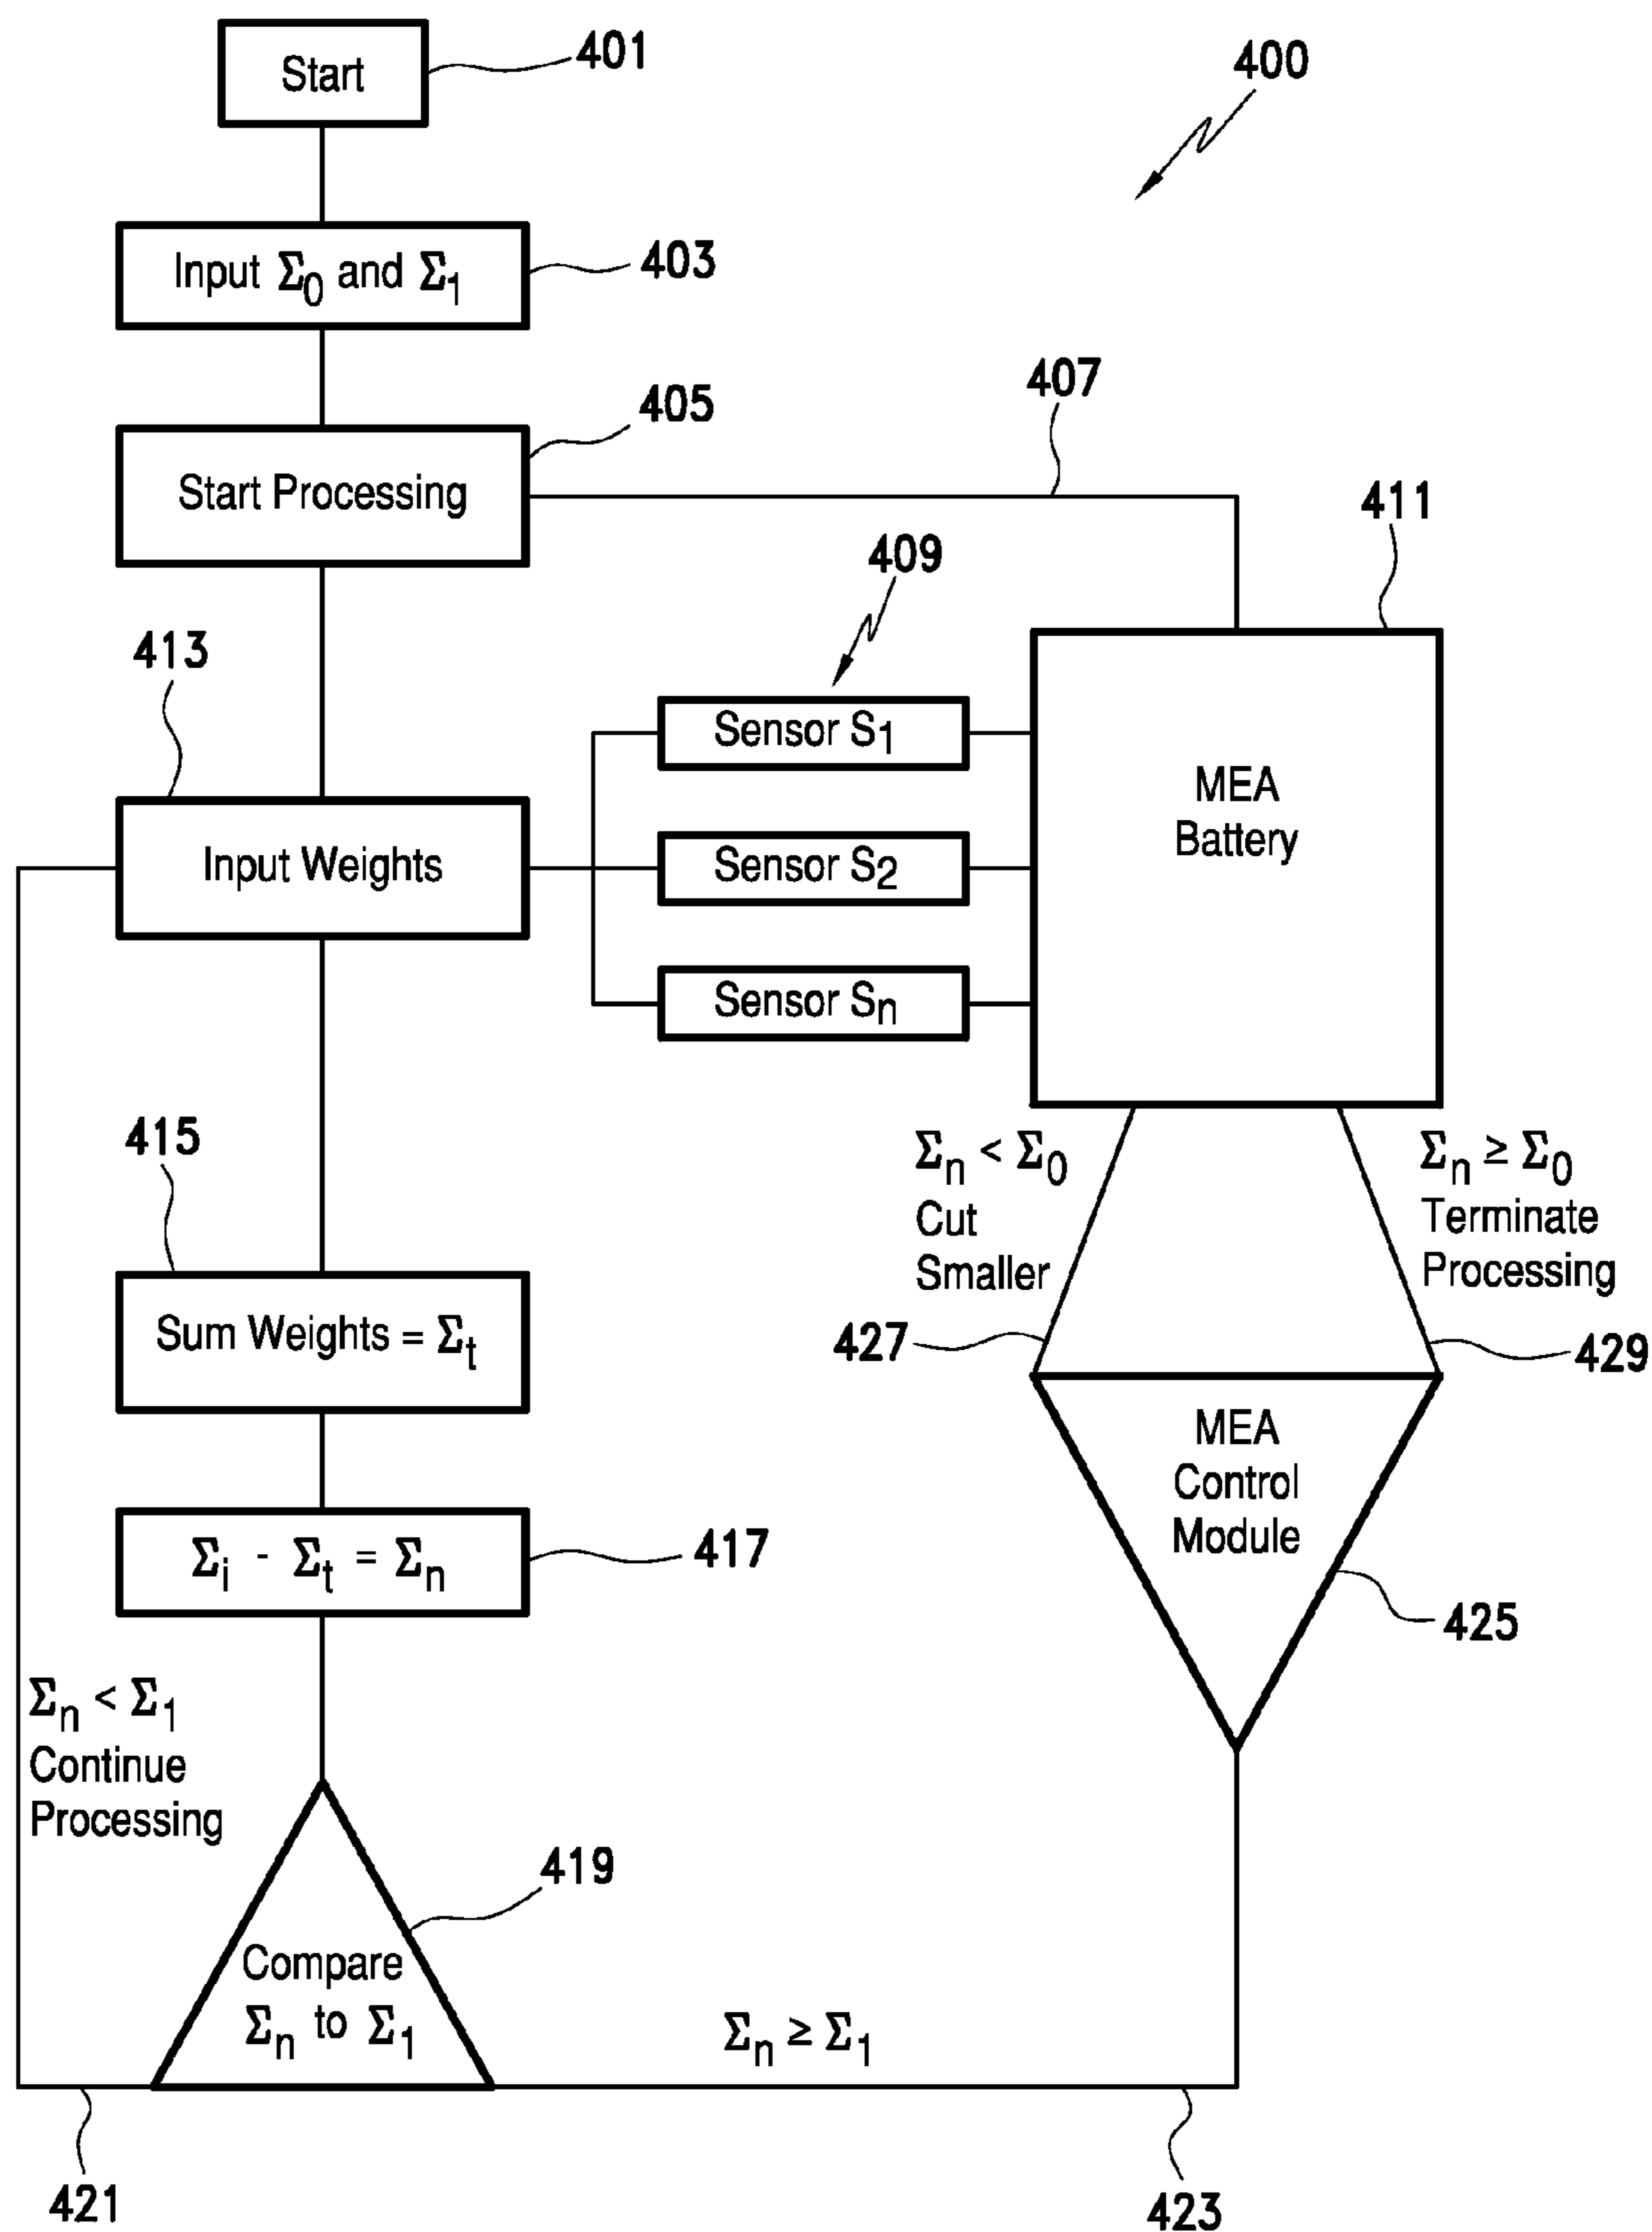 Start
401
400
Input Σ0 and Σ1
403
405
Start Processing
407
411
409
413
Sensor S1
MEA
Battery
Input Weights
Sensor S2
Sensor Sn
415
Σn < Σ0
Cut
Smaller
Σn ≥ Σ0
Terminate
Processing
Sum Weights = Σt
427
429
MEA
Control
Module
Σi - Σt = Σn
417
425
Σn < Σ1
Continue
Processing
419
Compare
Σn to Σ1
Σn ≥ Σ1
421
423